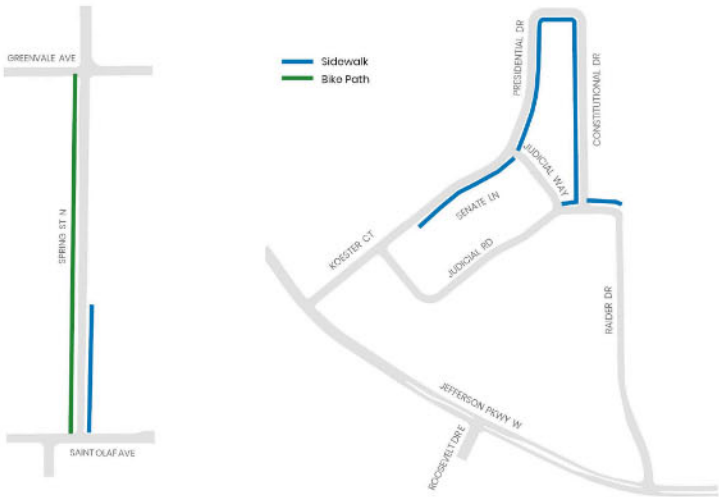 GREENVALE AVE
SPRING ST N
SAINT OLAF AVE
Sidewalk
Bike Path
PRESIDENTIAL DR
CONSTITUTIONAL DR
JUDICIAL WAY
SENATE LN
KOESTER CT
JUDICIAL RD
RAIDER DR
JEFFERSON PKWY W
ROOSEVELT DR E